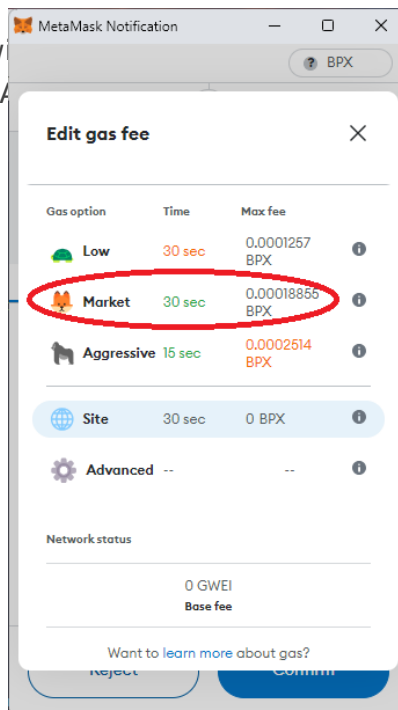 MetaMask Notification
? BPX
Edit gas fee
Gas option Time Max fee
Low 30 sec 0.0001257
BPX
Market 30 sec 0.00018855
BPX
Aggressive 15 sec 0.0002514
BPX
Site 30 sec 0 BPX
Advanced -- --
Network status
0 GWEI
Base fee
Want to learn more about gas?
Reject Confirm